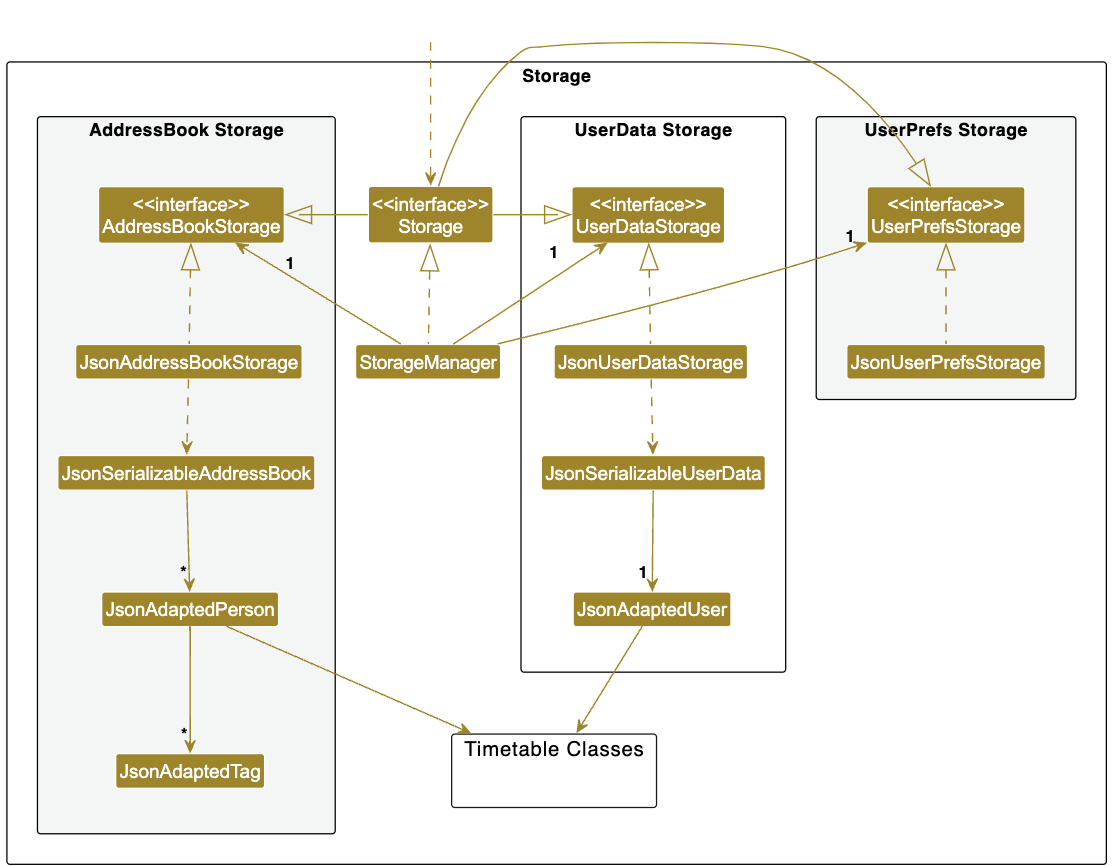 Storage
AddressBook Storage
UserData Storage
UserPrefs Storage
<<interface>>
AddressBookStorage
<<interface>>
Storage
<<interface>>
UserDataStorage
<<interface>>
UserPrefsStorage
1
1
1
JsonAddressBookStorage
StorageManager
JsonUserDataStorage
JsonUserPrefsStorage
JsonSerializableAddressBook
JsonSerializableUserData
*
1
JsonAdaptedPerson
JsonAdaptedUser
*
JsonAdaptedTag
Timetable Classes